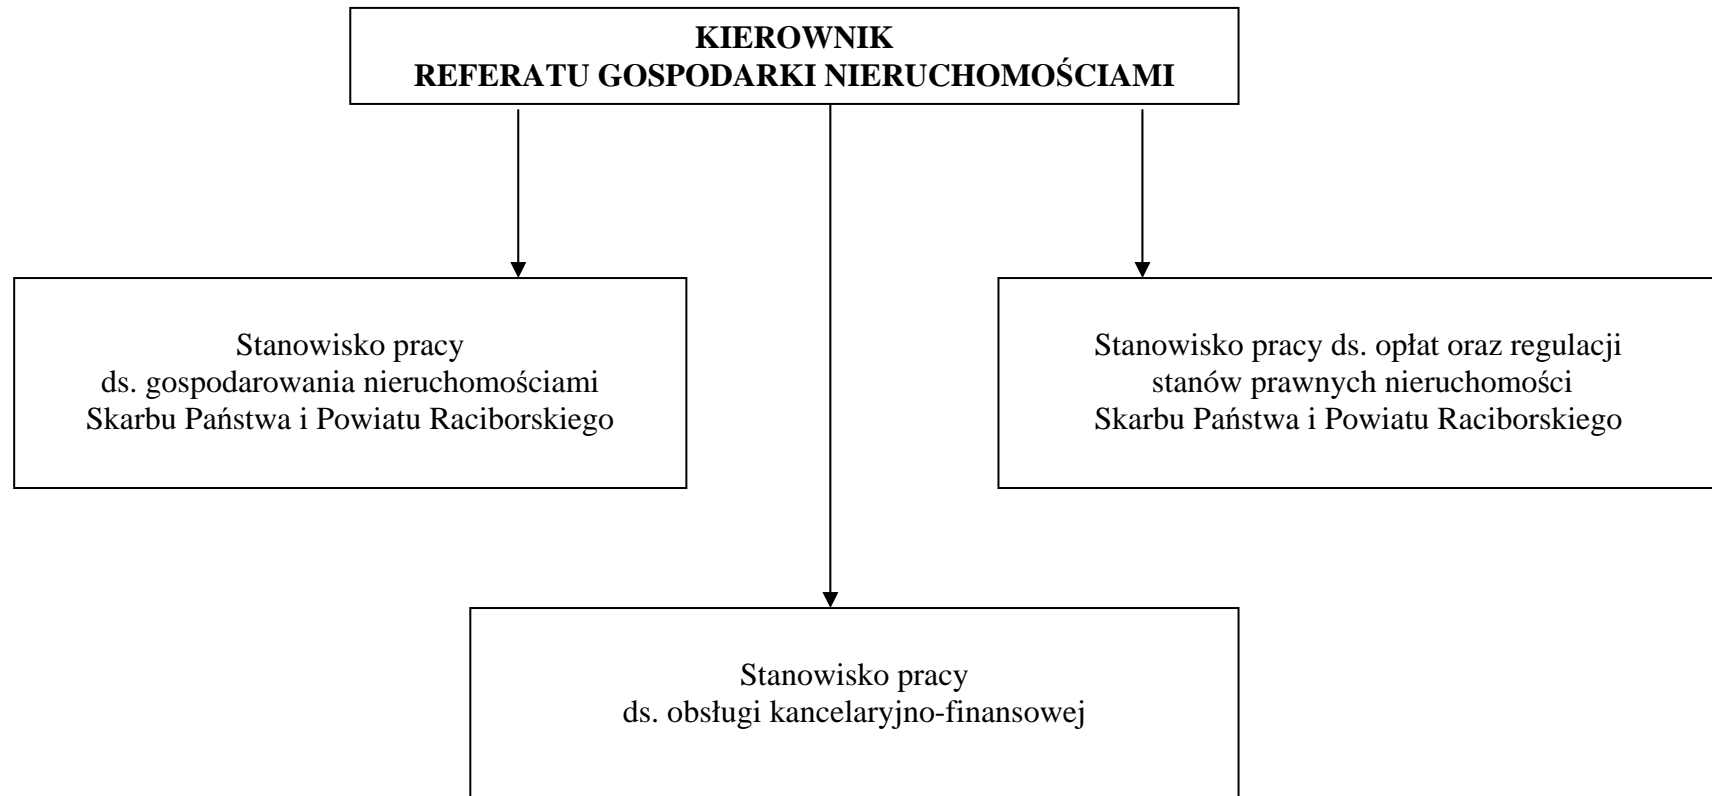 KIEROWNIK
REFERATU GOSPODARKI NIERUCHOMOŚCIAMI
Stanowisko pracy
ds. gospodarowania nieruchomościami
Skarbu Państwa i Powiatu Raciborskiego
Stanowisko pracy ds. opłat oraz regulacji
stanów prawnych nieruchomości
Skarbu Państwa i Powiatu Raciborskiego
Stanowisko pracy
ds. obsługi kancelaryjno-finansowej